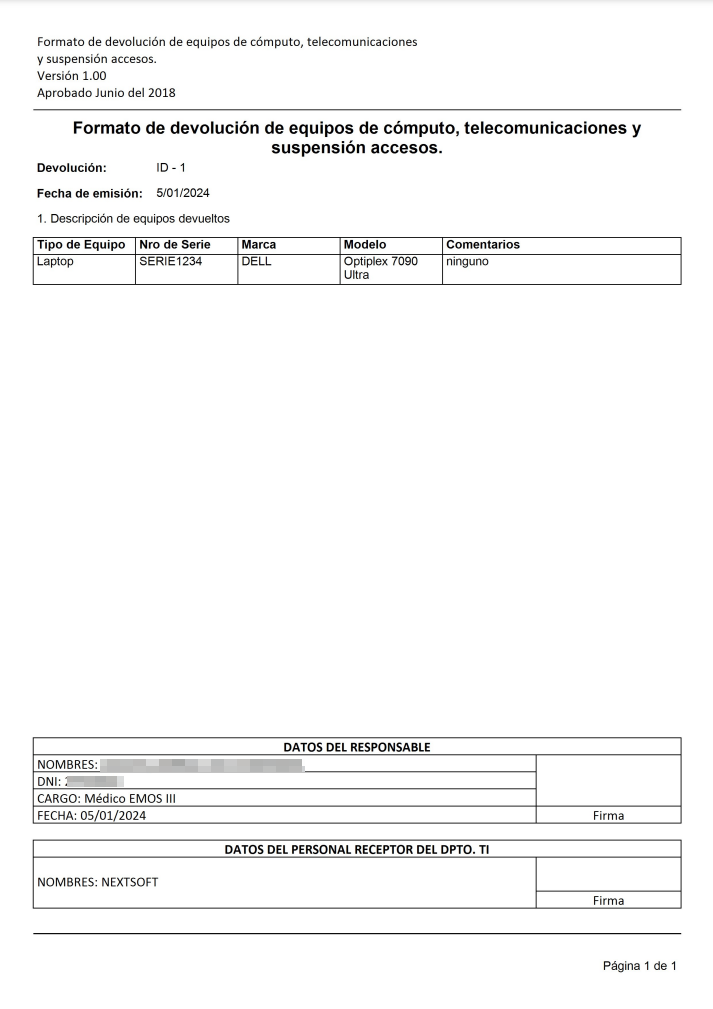 Formato de devolución de equipos de cómputo, telecomunicaciones
y suspensión accesos.
Versión 1.00
Aprobado Junio del 2018
Formato de devolución de equipos de cómputo, telecomunicaciones y
suspensión accesos.
Devolución: ID - 1
Fecha de emisión: 5/01/2024
1. Descripción de equipos devueltos
Tipo de Equipo Nro de Serie Marca Modelo Comentarios
Laptop SERIE1234 DELL Optiplex 7090 ninguno
Ultra
DATOS DEL RESPONSABLE
NOMBRES:
DNI:
CARGO: Médico EMOS III
FECHA: 05/01/2024 Firma
DATOS DEL PERSONAL RECEPTOR DEL DPTO. TI
NOMBRES: NEXTSOFT
Firma
Página 1 de 1